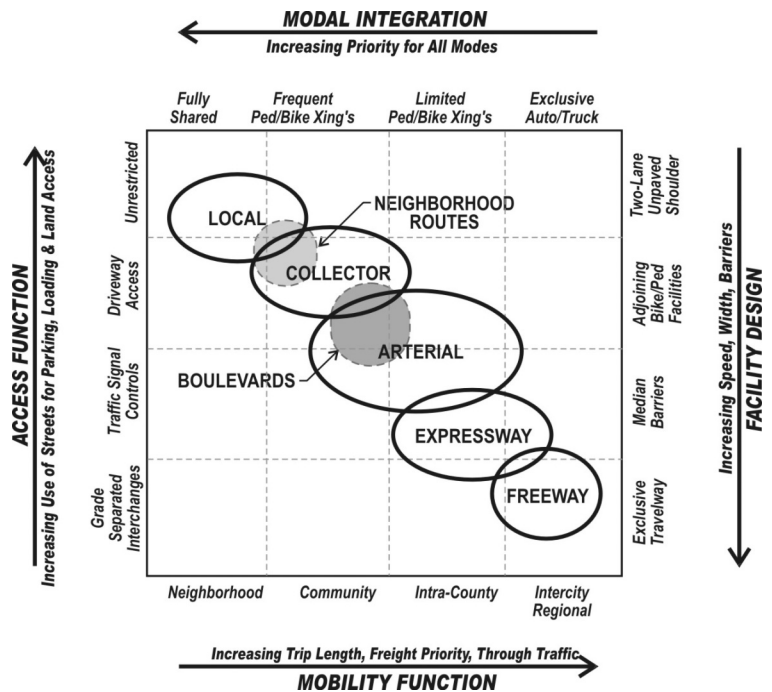 MODAL INTEGRATION
Increasing Priority for All Modes
Fully
Shared
Frequent
Ped/Bike Xing's
Limited
Ped/Bike Xing's
Exclusive
Auto/Truck
ACCESS FUNCTION
Increasing Use of Streets for Parking, Loading & Land Access
Unrestricted
Driveway
Access
Traffic Signal
Controls
Grade
Separated
Interchanges
LOCAL
NEIGHBORHOOD
ROUTES
COLLECTOR
ARTERIAL
BOULEVARDS
EXPRESSWAY
FREEWAY
Two-Lane
Unpaved
Shoulder
Adjoining
Bike/Ped
Facilities
Median
Barriers
Exclusive
Travelway
Increasing Speed, Width, Barriers
FACILITY DESIGN
Neighborhood
Community
Intra-County
Intercity
Regional
Increasing Trip Length, Freight Priority, Through Traffic
MOBILITY FUNCTION